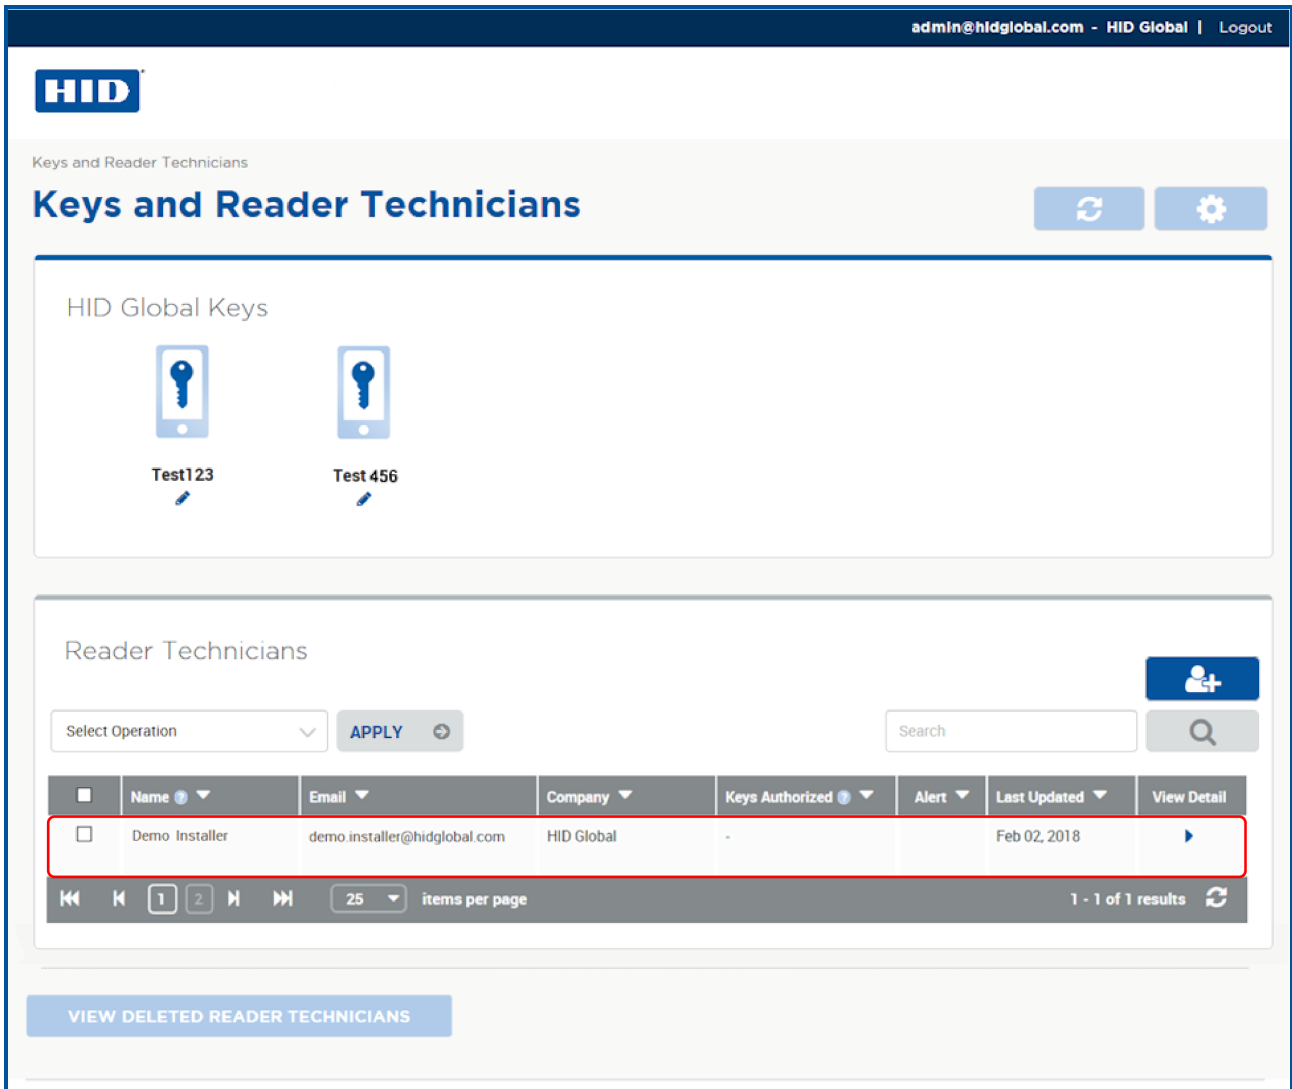 admin@hidglobal.com - HID Global | Logout
HID
Keys and Reader Technicians
Keys and Reader Technicians
HID Global Keys
Test123 Test 456
Reader Technicians
Select Operation APPLY Search
Name ? Email Company Keys Authorized ? Alert Last Updated View Detail
Demo Installer demo.installer@hidglobal.com HID Global - Feb 02, 2018
1 2 25 items per page 1 - 1 of 1 results
VIEW DELETED READER TECHNICIANS